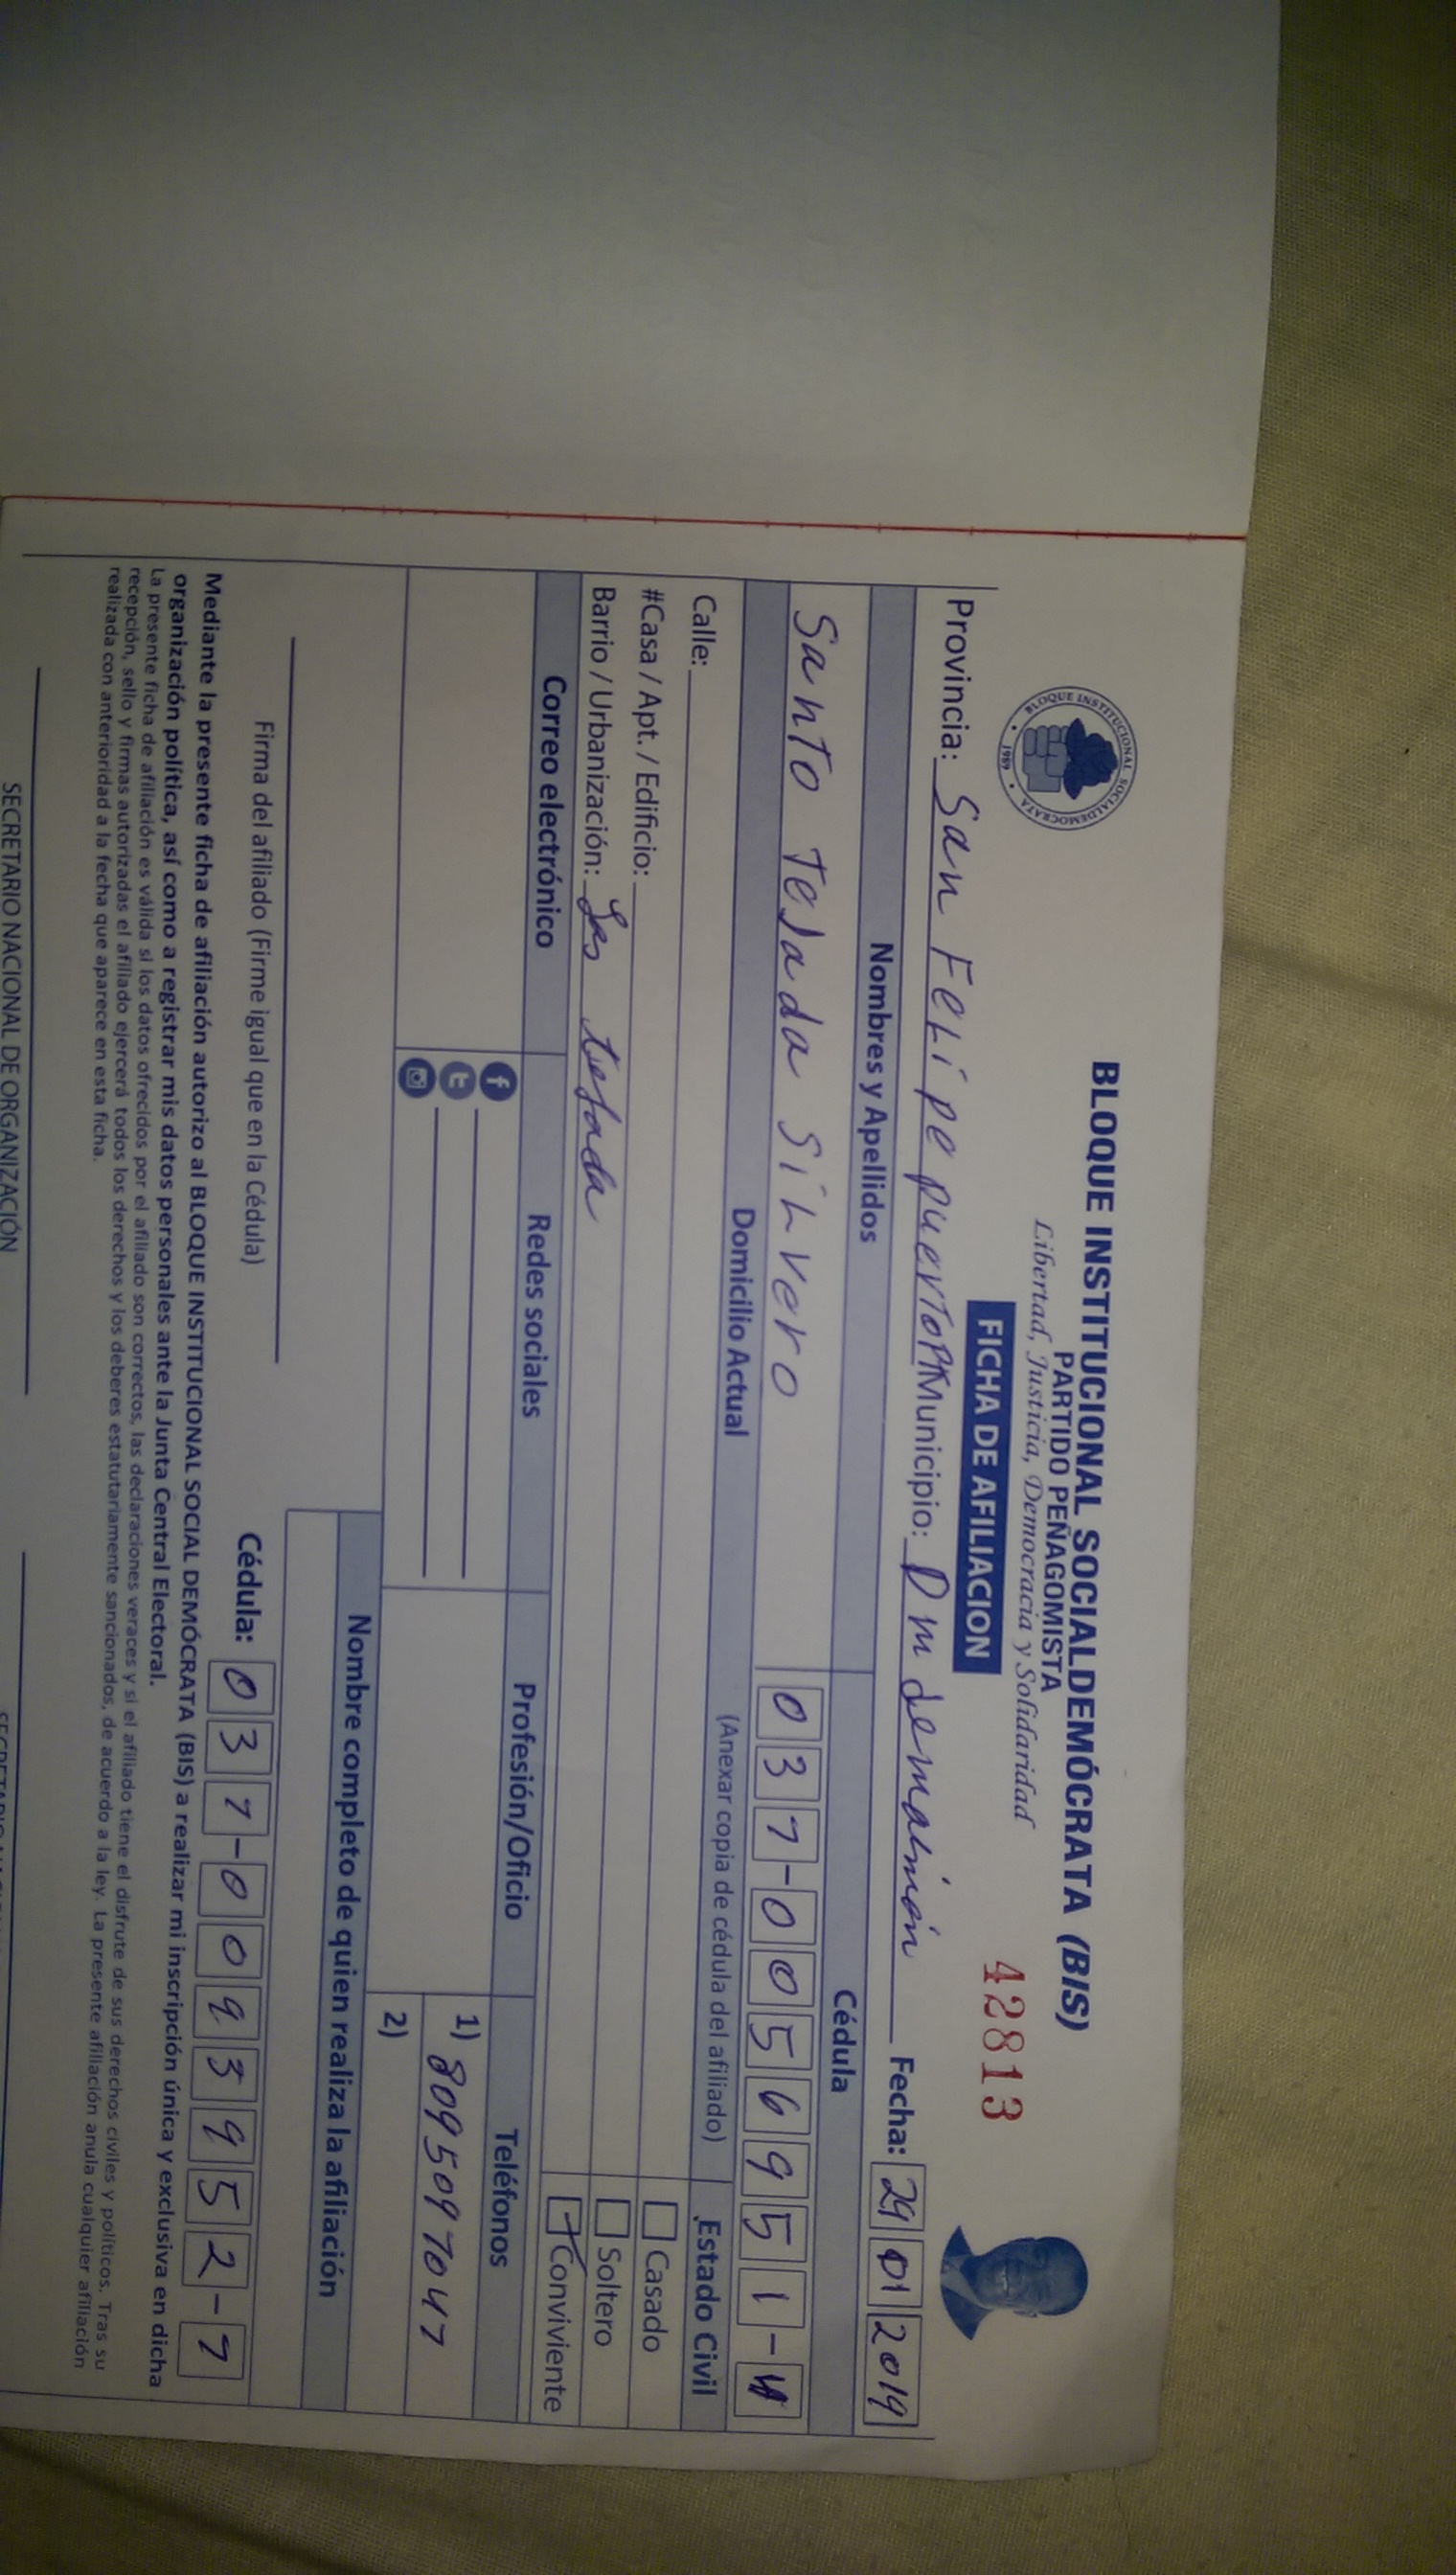 BLOQUE INSTITUCIONAL SOCIALDEMÓCRATA (BIS)
PARTIDO PEÑAGOMISTA
Libertad, Justicia, Democracia y Solidaridad
BLOQUE INSTITUCIONAL SOCIALDEMOCRATA
1989
FICHA DE AFILIACION
42813
Provincia: San Felipe puerto Municipio: Dm de maimón Fecha: 29 01 2019
Nombres y Apellidos Cédula
Santo Tejada Silvero 037-0056951-
Domicilio Actual (Anexar copia de cédula del afiliado) Estado Civil
Calle: Casado
#Casa / Apt. / Edificio: Soltero
Barrio / Urbanización: Los tejada Conviviente
Correo electrónico Redes sociales Profesión/Oficio Teléfonos
1) 8095097047
2)
Nombre completo de quien realiza la afiliación
Firma del afiliado (Firme igual que en la Cédula) Cédula: 037-0093952-7
Mediante la presente ficha de afiliación autorizo al BLOQUE INSTITUCIONAL SOCIAL DEMÓCRATA (BIS) a realizar mi inscripción única y exclusiva en dicha
organización política, así como a registrar mis datos personales ante la Junta Central Electoral.
La presente ficha de afiliación es válida si los datos ofrecidos por el afiliado son correctos, las declaraciones veraces y si el afiliado tiene el disfrute de sus derechos civiles y políticos. Tras su
recepción, sello y firmas autorizadas el afiliado ejercerá todos los derechos y los deberes estatutariamente sancionados, de acuerdo a la ley. La presente afiliación anula cualquier afiliación
realizada con anterioridad a la fecha que aparece en esta ficha.
SECRETARIO NACIONAL DE ORGANIZACIÓN